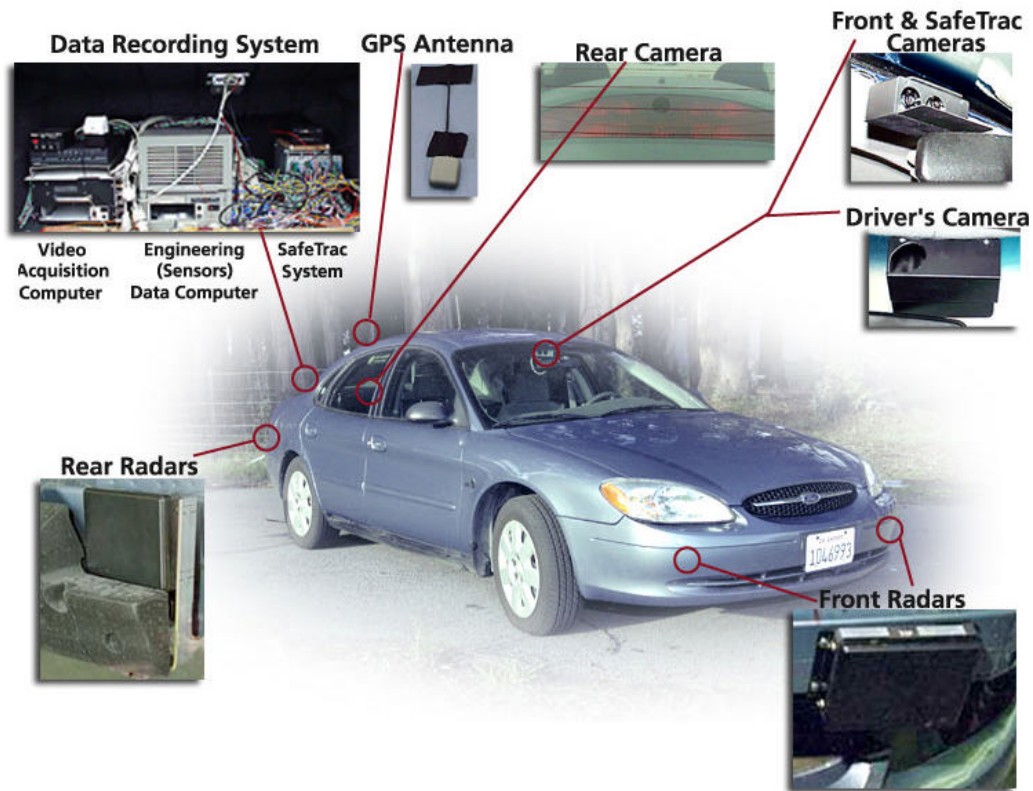 Data Recording System
GPS Antenna
Rear Camera
Front & SafeTrac
Cameras
Video
Acquisition
Computer
Engineering
(Sensors)
Data Computer
SafeTrac
System
Driver's Camera
Rear Radars
1046993
Front Radars